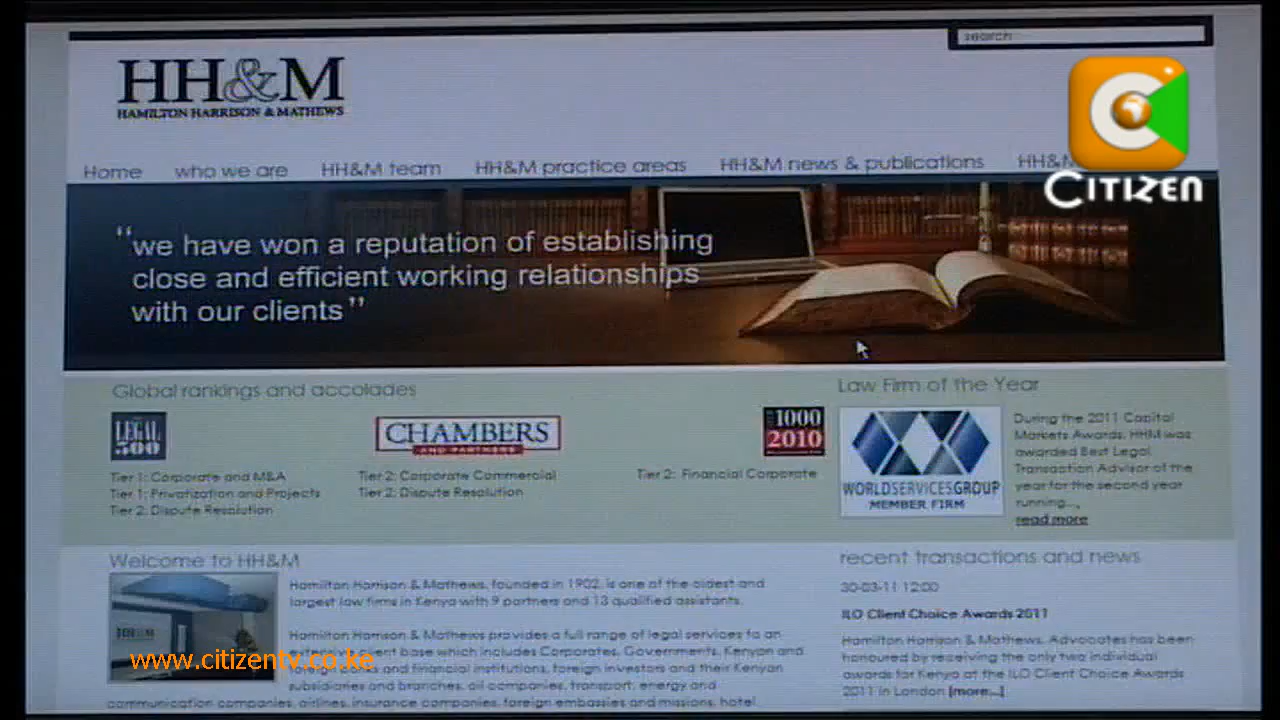 search
HH&M
HAMILTON HARRISON & MATHEWS
CITIZEN
Home who we are HH&M team HH&M practice areas HH&M news & publications HH&M
“we have won a reputation of establishing
close and efficient working relationships
with our clients”
Global rankings and accolades
LEGAL
500
Tier 1: Corporate and M&A
Tier 1: Privatization and Projects
Tier 2: Dispute Resolution
CHAMBERS
AND PARTNERS
Tier 2: Corporate Commercial
Tier 2: Dispute Resolution
1000
2010
Tier 2: Financial Corporate
Law Firm of the Year
WORLDSERVICESGROUP
MEMBER FIRM
During the 2011 Capital
Markets Awards, HHM was
awarded Best Legal
Transaction Advisor of the
year for the second year
running...
read more
Welcome to HH&M
HH&M
Hamilton Harrison & Mathews, founded in 1902, is one of the oldest and
largest law firms in Kenya with 9 partners and 13 qualified assistants.
Hamilton Harrison & Mathews provides a full range of legal services to an
client base which includes Corporates, Governments, Kenyan and
foreign banks and financial institutions, foreign investors and their Kenyan
subsidiaries and branches, oil companies, transport, energy and
communication companies, airlines, insurance companies, foreign embassies and missions, hotel
www.citizentv.co.ke
recent transactions and news
30-03-11 12:00
ILO Client Choice Awards 2011
Hamilton Harrison & Mathews, Advocates has been
honoured by receiving the only two individual
awards for Kenya at the ILO Client Choice Awards
2011 in London [more...]